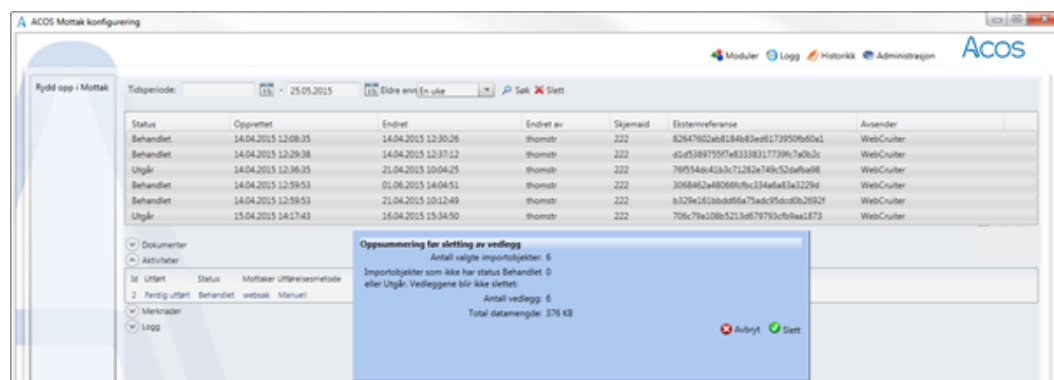 ACOS Mottak konfigurering
Moduler Logg Historikk Administrasjon
Acos
Rydd opp i Mottak
Tidsperiode: 15 - 25.05.2015 15 Eldre enn En uke Søk Slett
Status Opprettet Endret Endret av Skjemaid Eksternreferanse Avsender
Behandlet 14.04.2015 12:08:35 14.04.2015 12:30:26 thomstr 222 82647602ab8184b83ed6173950fb60a1 WebCruiter
Behandlet 14.04.2015 12:29:38 14.04.2015 12:37:12 thomstr 222 d1d5389755f7e83338317739fc7a0b2c WebCruiter
Utgår 14.04.2015 12:36:35 21.04.2015 10:04:25 thomstr 222 76f554dc41b3c71282e749c52dafba98 WebCruiter
Behandlet 14.04.2015 12:59:53 01.06.2015 14:04:51 thomstr 222 3068462a48066fcfbc334a6a83a3229d WebCruiter
Behandlet 14.04.2015 12:59:53 21.04.2015 10:12:49 thomstr 222 b329e161bbdd66a75adc95dcd0b2692f WebCruiter
Utgår 15.04.2015 14:17:43 16.04.2015 15:34:50 thomstr 222 706c79a108b5213d679793cfb9aa1873 WebCruiter
Dokumenter
Aktiviteter
Id Utført Status Mottaker Utførelsesmetode
2 Ferdig utført Behandlet websak Manuell
Merknader
Logg
Oppsummering før sletting av vedlegg
Antall valgte importobjekter: 6
Importobjekter som ikke har status Behandlet 0
eller Utgår. Vedleggene blir ikke slettet:
Antall vedlegg: 6
Total datamengde: 376 KB
Avbryt Slett